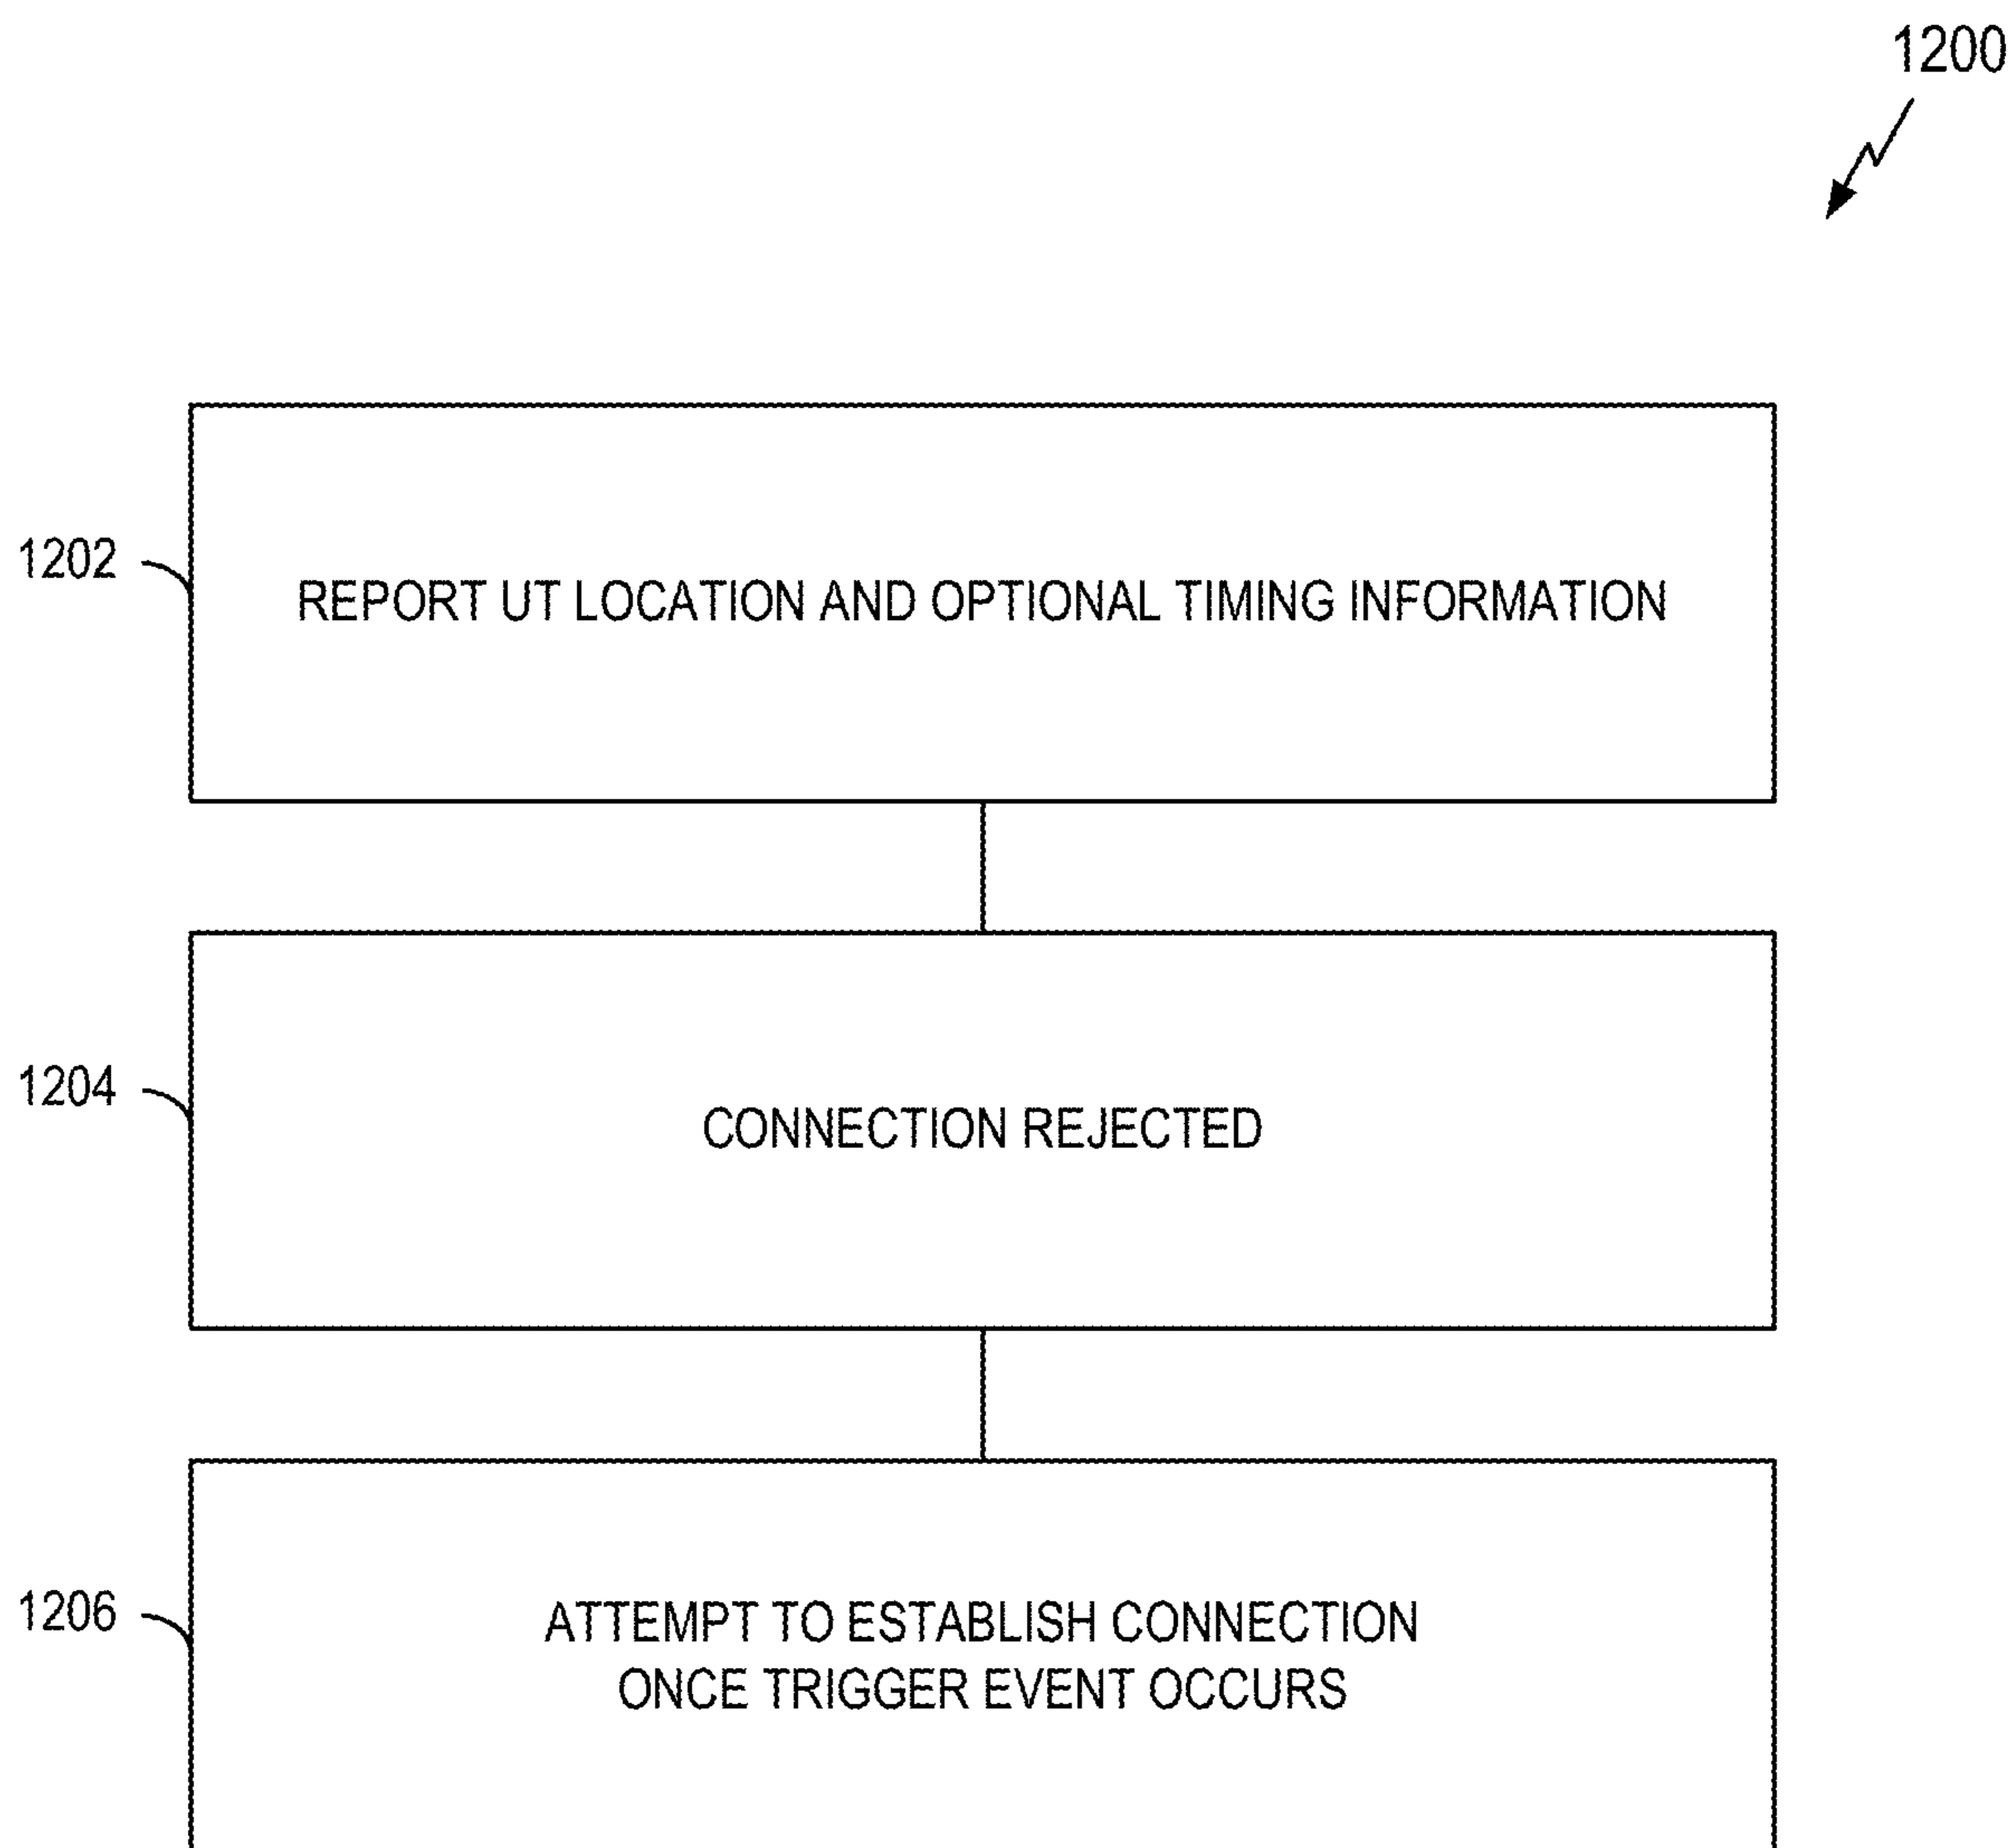 1200
1202
REPORT UT LOCATION AND OPTIONAL TIMING INFORMATION
1204
CONNECTION REJECTED
1206
ATTEMPT TO ESTABLISH CONNECTION
ONCE TRIGGER EVENT OCCURS